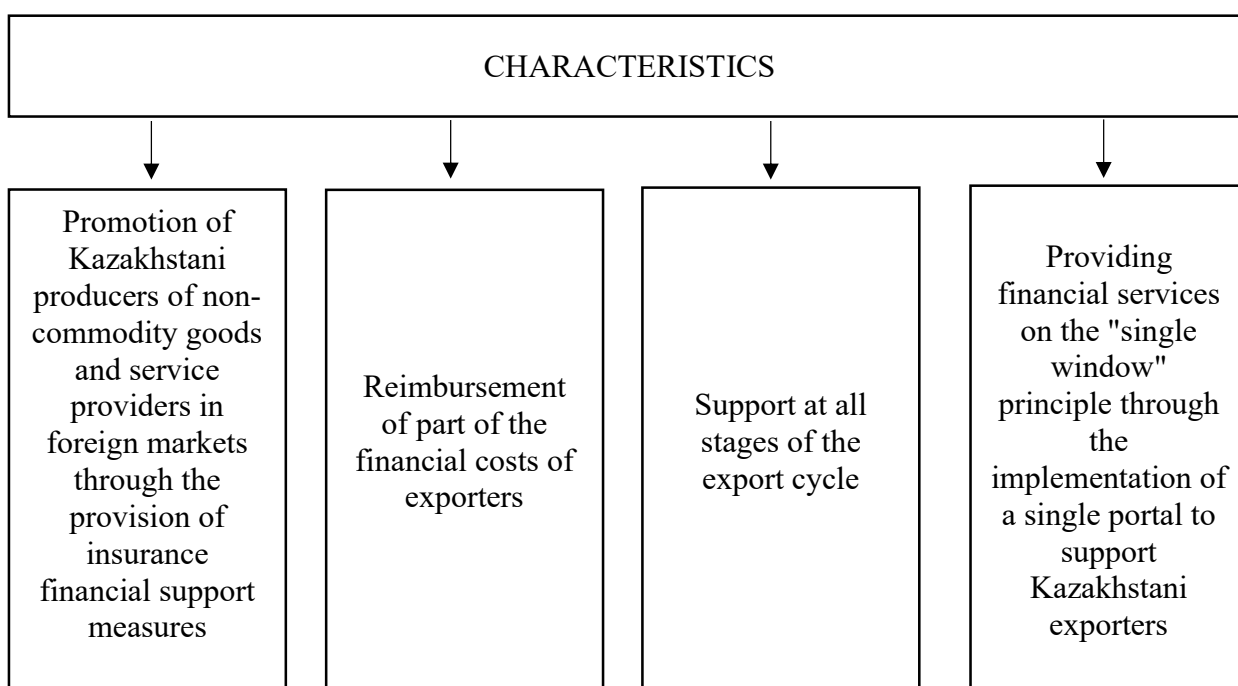 CHARACTERISTICS
Promotion of
Kazakhstani
producers of non-
commodity goods
and service
providers in
foreign markets
through the
provision of
insurance
financial support
measures
Reimbursement
of part of the
financial costs of
exporters
Support at all
stages of the
export cycle
Providing
financial services
on the "single
window"
principle through
the
implementation of
a single portal to
support
Kazakhstani
exporters